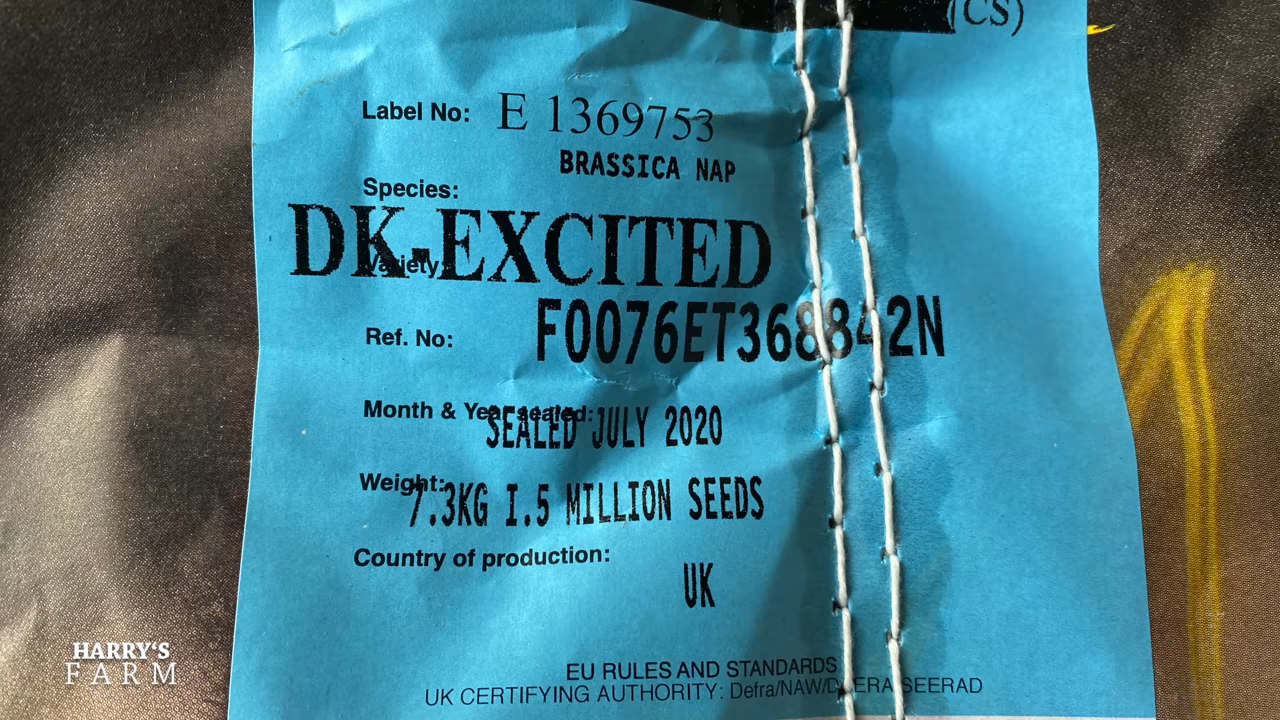 (CS)
Label No: E 1369753
BRASSICA NAP
Species:
DK-EXCITED
Variety:
F0076ET368842N
Ref. No:
Month & Year sealed:
SEALED JULY 2020
Weight:
7.3KG I.5 MILLION SEEDS
Country of production:
UK
HARRY'S
FARM
EU RULES AND STANDARDS
UK CERTIFYING AUTHORITY: Defra/NAW/ SEERAD